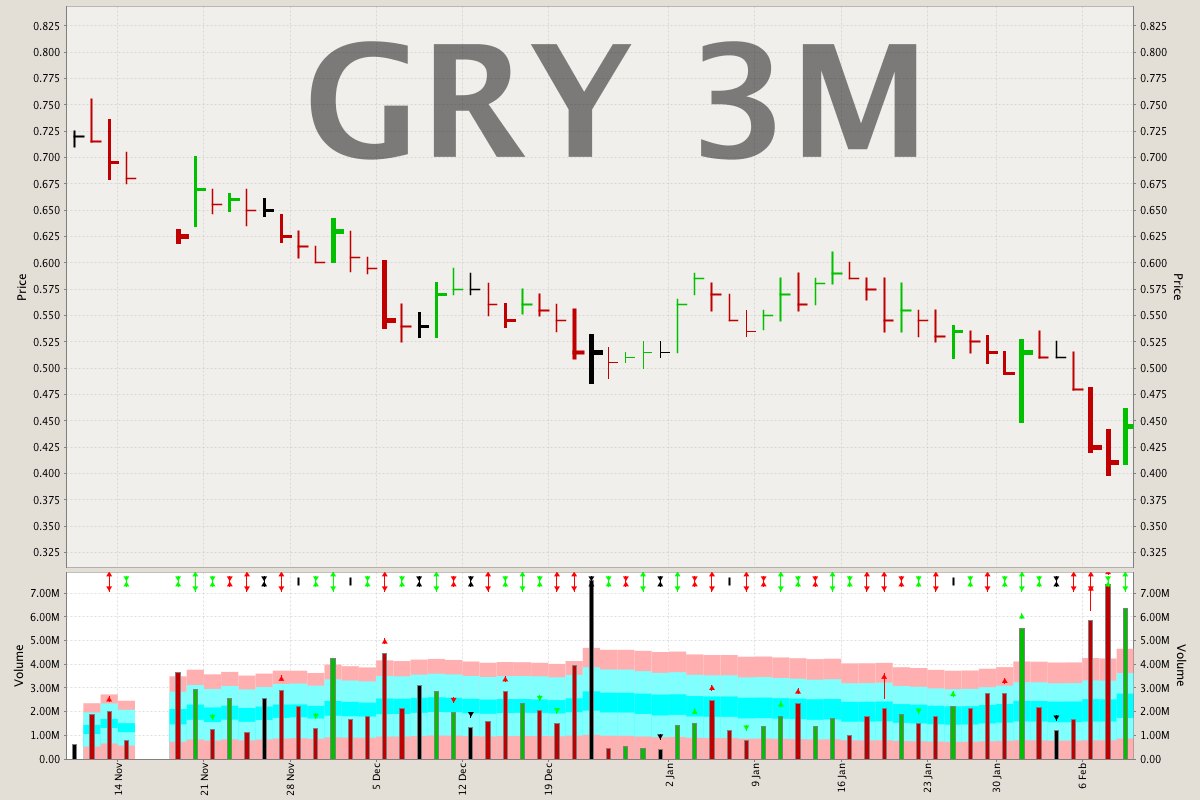 GRY 3M
0.825 0.825
0.800 0.800
0.775 0.775
0.750 0.750
0.725 0.725
0.700 0.700
0.675 0.675
0.650 0.650
0.625 0.625
0.600 0.600
0.575 0.575
0.550 0.550
0.525 0.525
0.500 0.500
0.475 0.475
0.450 0.450
0.425 0.425
0.400 0.400
0.375 0.375
0.350 0.350
0.325 0.325
Price Price
7.00M 7.00M
6.00M 6.00M
5.00M 5.00M
4.00M 4.00M
3.00M 3.00M
2.00M 2.00M
1.00M 1.00M
0.00 0.00
Volume Volume
14 Nov 21 Nov 28 Nov 5 Dec 12 Dec 19 Dec 2 Jan 9 Jan 16 Jan 23 Jan 30 Jan 6 Feb